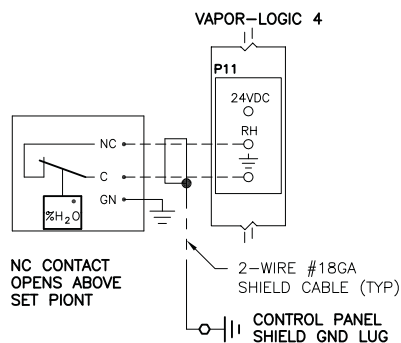 VAPOR-LOGIC 4
P11
24VDC
RH
NC
C
GN
%H2O
NC CONTACT
OPENS ABOVE
SET PIONT
2-WIRE #18GA
SHIELD CABLE (TYP)
CONTROL PANEL
SHIELD GND LUG